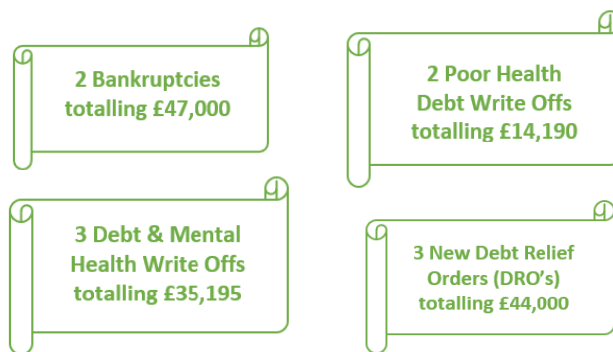 2 Bankruptcies
totalling £47,000
2 Poor Health
Debt Write Offs
totalling £14,190
3 Debt & Mental
Health Write Offs
totalling £35,195
3 New Debt Relief
Orders (DRO's)
totalling £44,000